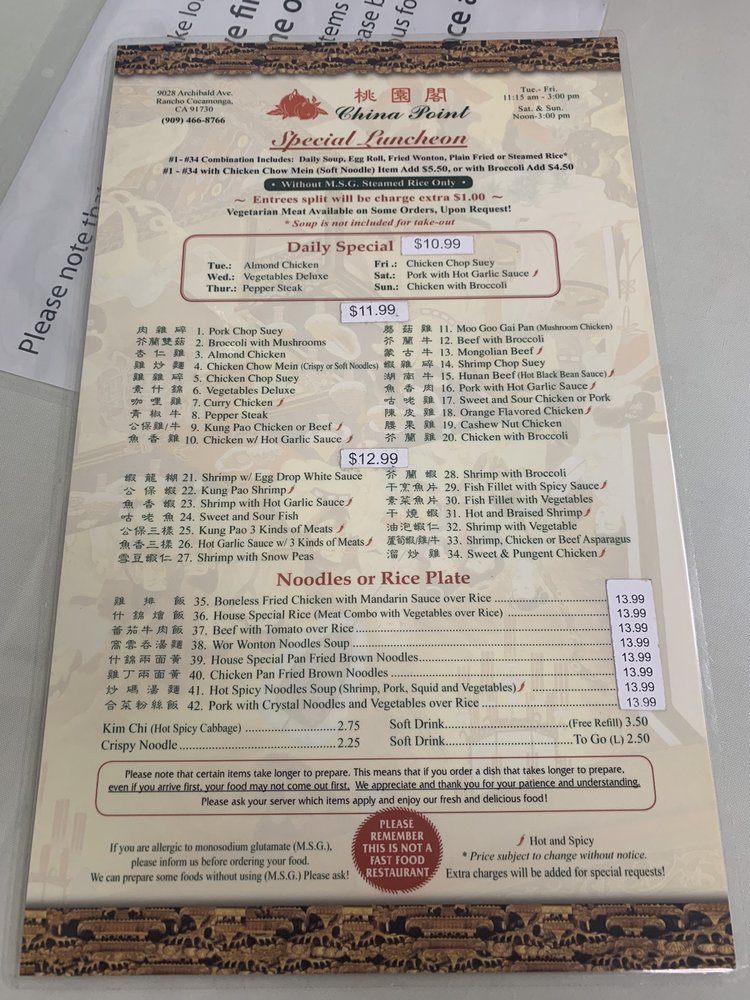 ke lo
ve fi
ne o
items
ase b
us fo
nce a
Please note tha
9028 Archibald Ave.
Rancho Cucamonga,
CA 91730
(909) 466-8766
桃園閣
China Point
Tue.- Fri.
11:15 am - 3:00 pm
Sat. & Sun.
Noon-3:00 pm
Special Luncheon
#1 - #34 Combination Includes: Daily Soup, Egg Roll, Fried Wonton, Plain Fried or Steamed Rice*
#1 - #34 with Chicken Chow Mein (Soft Noodle) Item Add $5.50, or with Broccoli Add $4.50
• Without M.S.G. Steamed Rice Only •
~ Entrees split will be charge extra $1.00 ~
Vegetarian Meat Available on Some Orders, Upon Request!
* Soup is not included for take-out
Daily Special $10.99
Tue.: Almond Chicken
Wed.: Vegetables Deluxe
Thur.: Pepper Steak
Fri .: Chicken Chop Suey
Sat.: Pork with Hot Garlic Sauce
Sun.: Chicken with Broccoli
$11.99
肉雞碎 1. Pork Chop Suey
芥蘭雙菇 2. Broccoli with Mushrooms
杏仁雞 3. Almond Chicken
雞炒麵 4. Chicken Chow Mein (Crispy or Soft Noodles)
雞雜碎 5. Chicken Chop Suey
素什錦 6. Vegetables Deluxe
咖哩雞 7. Curry Chicken
青椒牛 8. Pepper Steak
公保雞/牛 9. Kung Pao Chicken or Beef
魚香雞 10. Chicken w/ Hot Garlic Sauce
蘑菇雞 11. Moo Goo Gai Pan (Mushroom Chicken)
芥蘭牛 12. Beef with Broccoli
蒙古牛 13. Mongolian Beef
蝦雜碎 14. Shrimp Chop Suey
湖南牛 15. Hunan Beef (Hot Black Bean Sauce)
魚香肉 16. Pork with Hot Garlic Sauce
咕咾雞 17. Sweet and Sour Chicken or Pork
陳皮雞 18. Orange Flavored Chicken
腰果雞 19. Cashew Nut Chicken
芥蘭雞 20. Chicken with Broccoli
$12.99
蝦龍糊 21. Shrimp w/ Egg Drop White Sauce
公保蝦 22. Kung Pao Shrimp
魚香蝦 23. Shrimp with Hot Garlic Sauce
咕咾魚 24. Sweet and Sour Fish
公保三樣 25. Kung Pao 3 Kinds of Meats
魚香三樣 26. Hot Garlic Sauce w/ 3 Kinds of Meats
雪豆蝦仁 27. Shrimp with Snow Peas
芥蘭蝦 28. Shrimp with Broccoli
干烹魚片 29. Fish Fillet with Spicy Sauce
素菜魚片 30. Fish Fillet with Vegetables
干燒蝦 31. Hot and Braised Shrimp
油泡蝦仁 32. Shrimp with Vegetable
蘆筍蝦/雞/牛 33. Shrimp, Chicken or Beef Asparagus
溜炒雞 34. Sweet & Pungent Chicken
Noodles or Rice Plate
雞排飯 35. Boneless Fried Chicken with Mandarin Sauce over Rice 13.99
什錦燴飯 36. House Special Rice (Meat Combo with Vegetables over Rice) 13.99
蕃茄牛肉飯 37. Beef with Tomato over Rice 13.99
窩雲吞湯麵 38. Wor Wonton Noodles Soup 13.99
什錦兩面黃 39. House Special Pan Fried Brown Noodles 13.99
雞丁兩面黃 40. Chicken Pan Fried Brown Noodles 13.99
炒碼湯麵 41. Hot Spicy Noodles Soup (Shrimp, Pork, Squid and Vegetables) 13.99
合菜粉絲飯 42. Pork with Crystal Noodles and Vegetables over Rice 13.99
Kim Chi (Hot Spicy Cabbage) 2.75
Crispy Noodle 2.25
Soft Drink (Free Refill) 3.50
Soft Drink To Go (L) 2.50
Please note that certain items take longer to prepare. This means that if you order a dish that takes longer to prepare,
even if you arrive first, your food may not come out first. We appreciate and thank you for your patience and understanding.
Please ask your server which items apply and enjoy our fresh and delicious food!
If you are allergic to monosodium glutamate (M.S.G.),
please inform us before ordering your food.
We can prepare some foods without using (M.S.G.) Please ask!
PLEASE
REMEMBER
THIS IS NOT A
FAST FOOD
RESTAURANT
Hot and Spicy
* Price subject to change without notice.
Extra charges will be added for special requests!